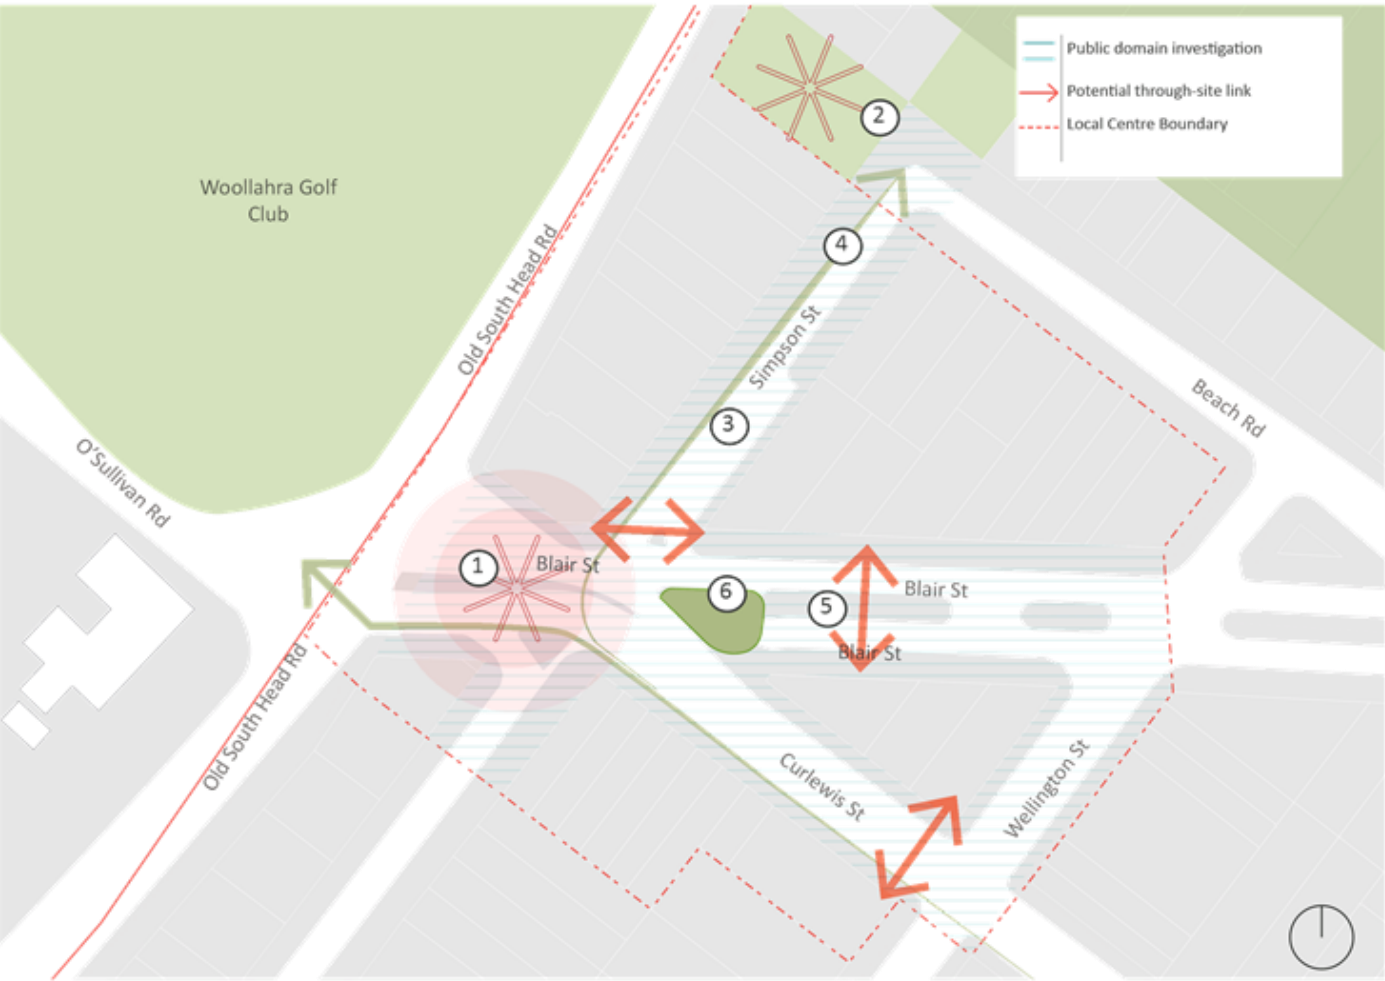 Public domain investigation
Potential through-site link
Local Centre Boundary
2
Woollahra Golf
Club
4
Old South Head Rd
Simpson St
Beach Rd
3
O'Sullivan Rd
1
Blair St
6
5
Blair St
Blair St
Old South Head Rd
Curlewis St
Wellington St